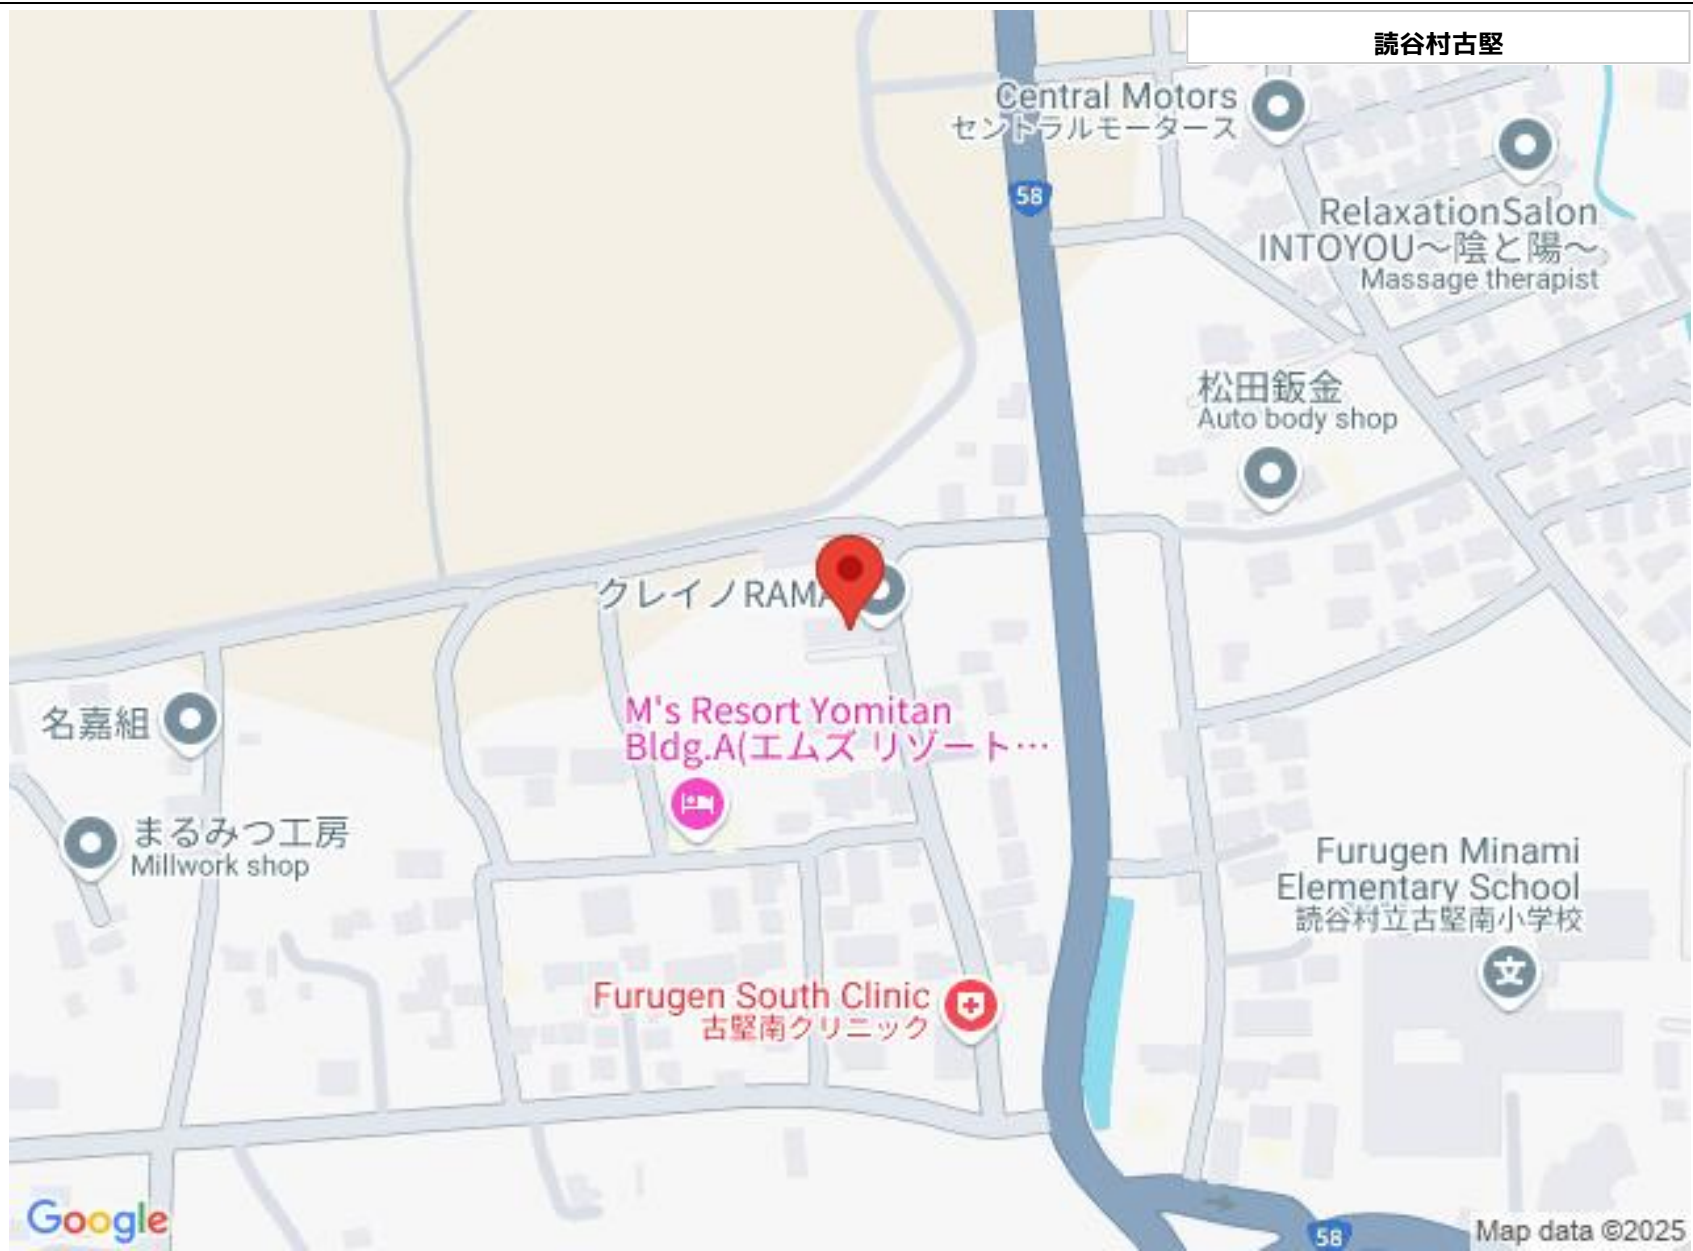 読谷村古堅
Central Motors
セントラルモータース
58
RelaxationSalon
INTOYOU～陰と陽～
Massage therapist
松田鈑金
Auto body shop
クレイノRAMA
M's Resort Yomitan
Bldg.A(エムズ リゾート…
名嘉組
まるみつ工房
Millwork shop
Furugen Minami
Elementary School
読谷村立古堅南小学校
文
Furugen South Clinic
古堅南クリニック
Google
58
Map data ©2025